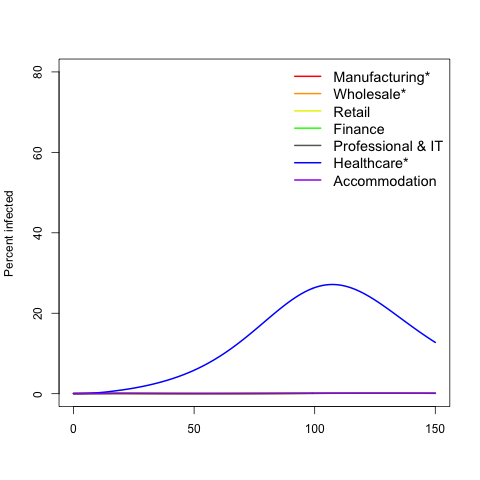 Manufacturing*
Wholesale*
Retail
Finance
Professional & IT
Healthcare*
Accommodation
Percent infected
80
60
40
20
0
0 50 100 150